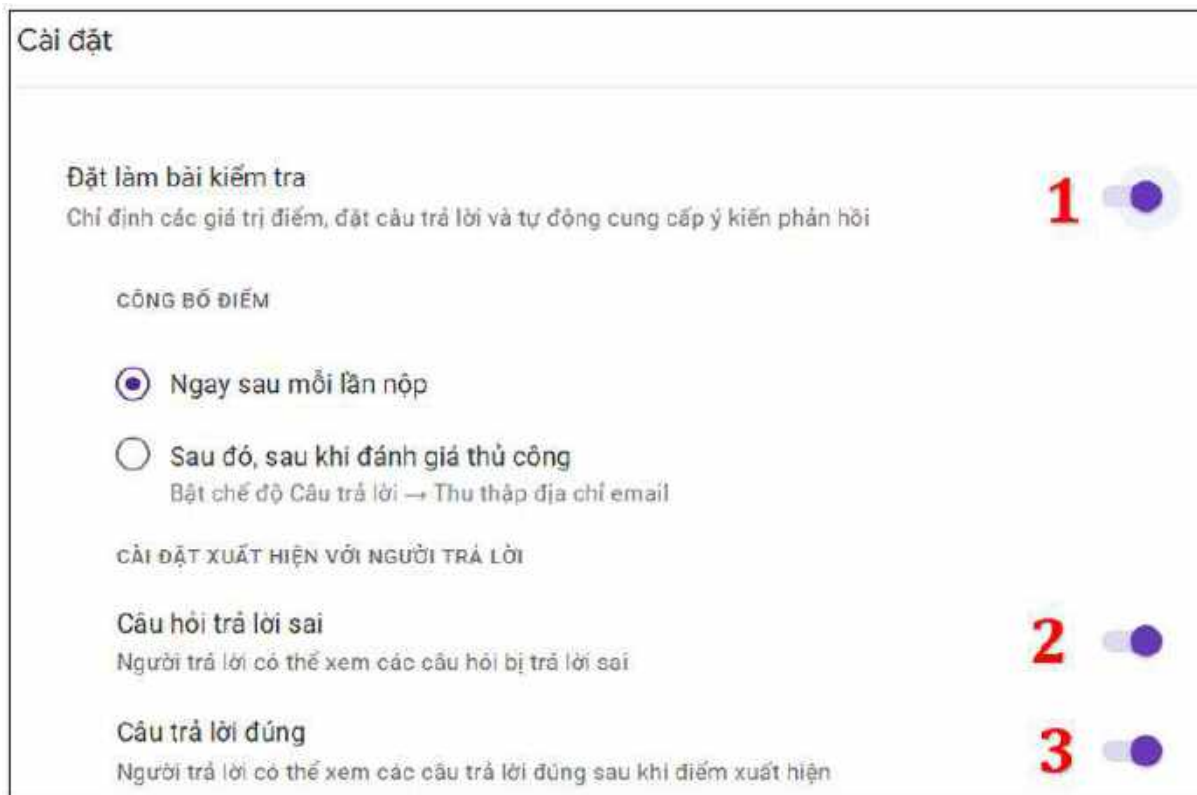 Cài đặt
Đặt làm bài kiểm tra
Chỉ định các giá trị điểm, đặt câu trả lời và tự động cung cấp ý kiến phản hồi
1
CÔNG BỐ ĐIỂM
Ngay sau mỗi lần nộp
Sau đó, sau khi đánh giá thủ công
Bật chế độ Câu trả lời → Thu thập địa chỉ email
CÀI ĐẶT XUẤT HIỆN VỚI NGƯỜI TRẢ LỜI
Câu hỏi trả lời sai
Người trả lời có thể xem các câu hỏi bị trả lời sai
2
Câu trả lời đúng
Người trả lời có thể xem các câu trả lời đúng sau khi điểm xuất hiện
3